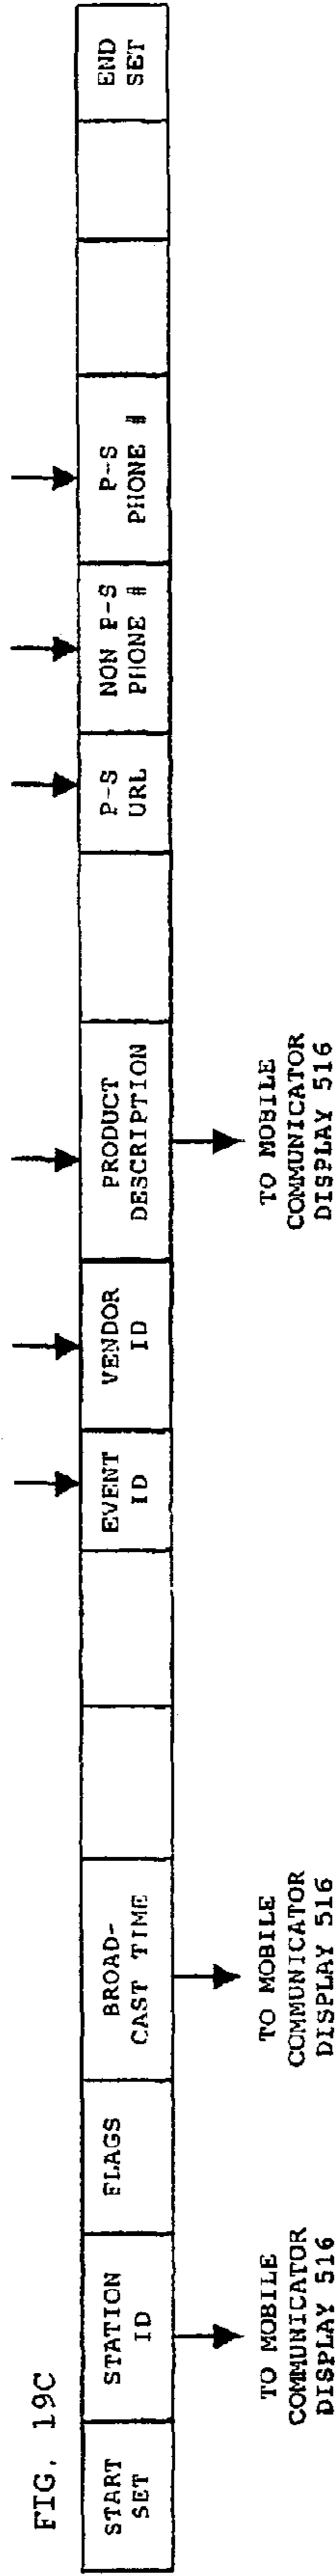 FIG. 19C
START
SET
STATION
ID
FLAGS
BROAD-
CAST TIME
EVENT
ID
VENDOR
ID
PRODUCT
DESCRIPTION
P-S
URL
NON P-S
PHONE #
P-S
PHONE #
END
SET
TO MOBILE
COMMUNICATOR
DISPLAY 516
TO MOBILE
COMMUNICATOR
DISPLAY 516
TO MOBILE
COMMUNICATOR
DISPLAY 516